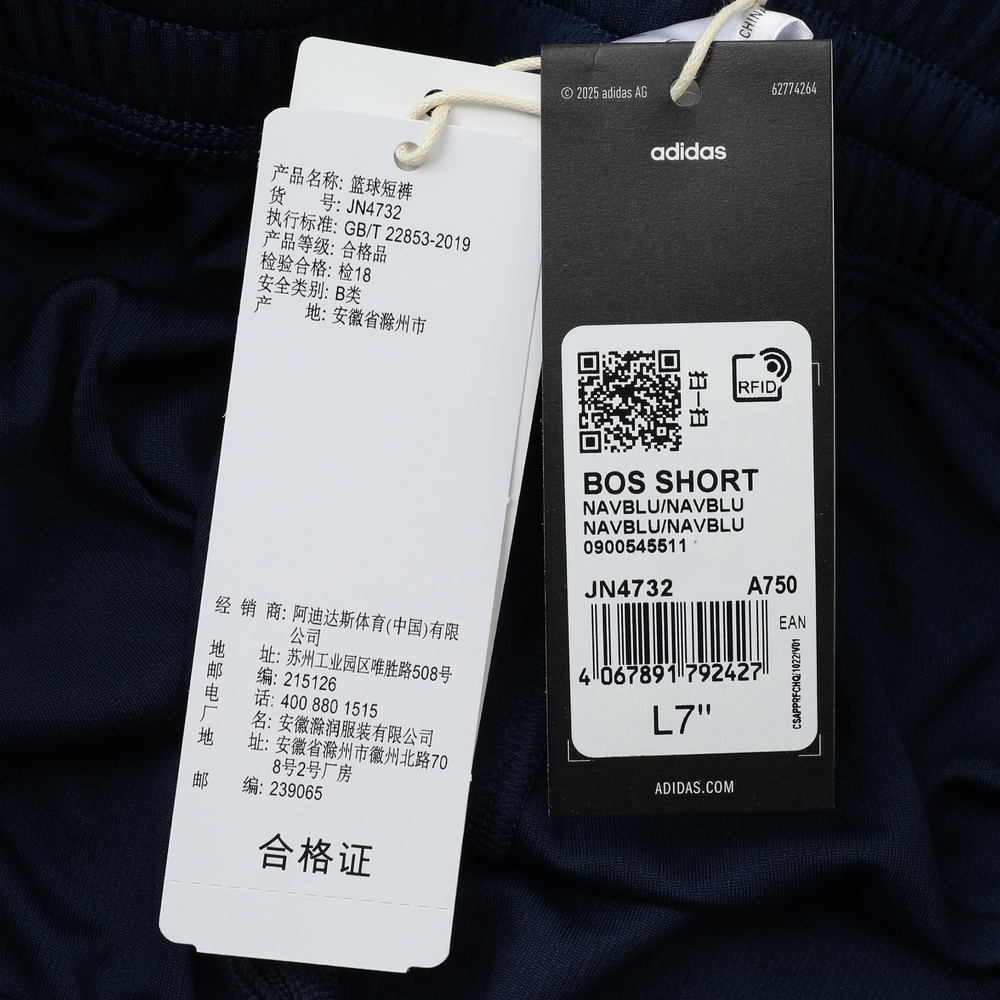 产品名称: 篮球短裤
货 号: JN4732
执行标准: GB/T 22853-2019
产品等级: 合格品
检验合格: 检18
安全类别: B类
产 地: 安徽省滁州市
经 销 商: 阿迪达斯体育(中国)有限
公司
地 址: 苏州工业园区唯胜路508号
邮 编: 215126
电 话: 400 880 1515
厂 名: 安徽滁润服装有限公司
地 址: 安徽省滁州市徽州北路70
8号2号厂房
邮 编: 239065
合格证
CHINA
© 2025 adidas AG 62774264
adidas
RFID
BOS SHORT
NAVBLU/NAVBLU
NAVBLU/NAVBLU
0900545511
JN4732 A750
EAN
4 067891 792427
CSAPPRFCHQ/1022/V01
L7"
ADIDAS.COM